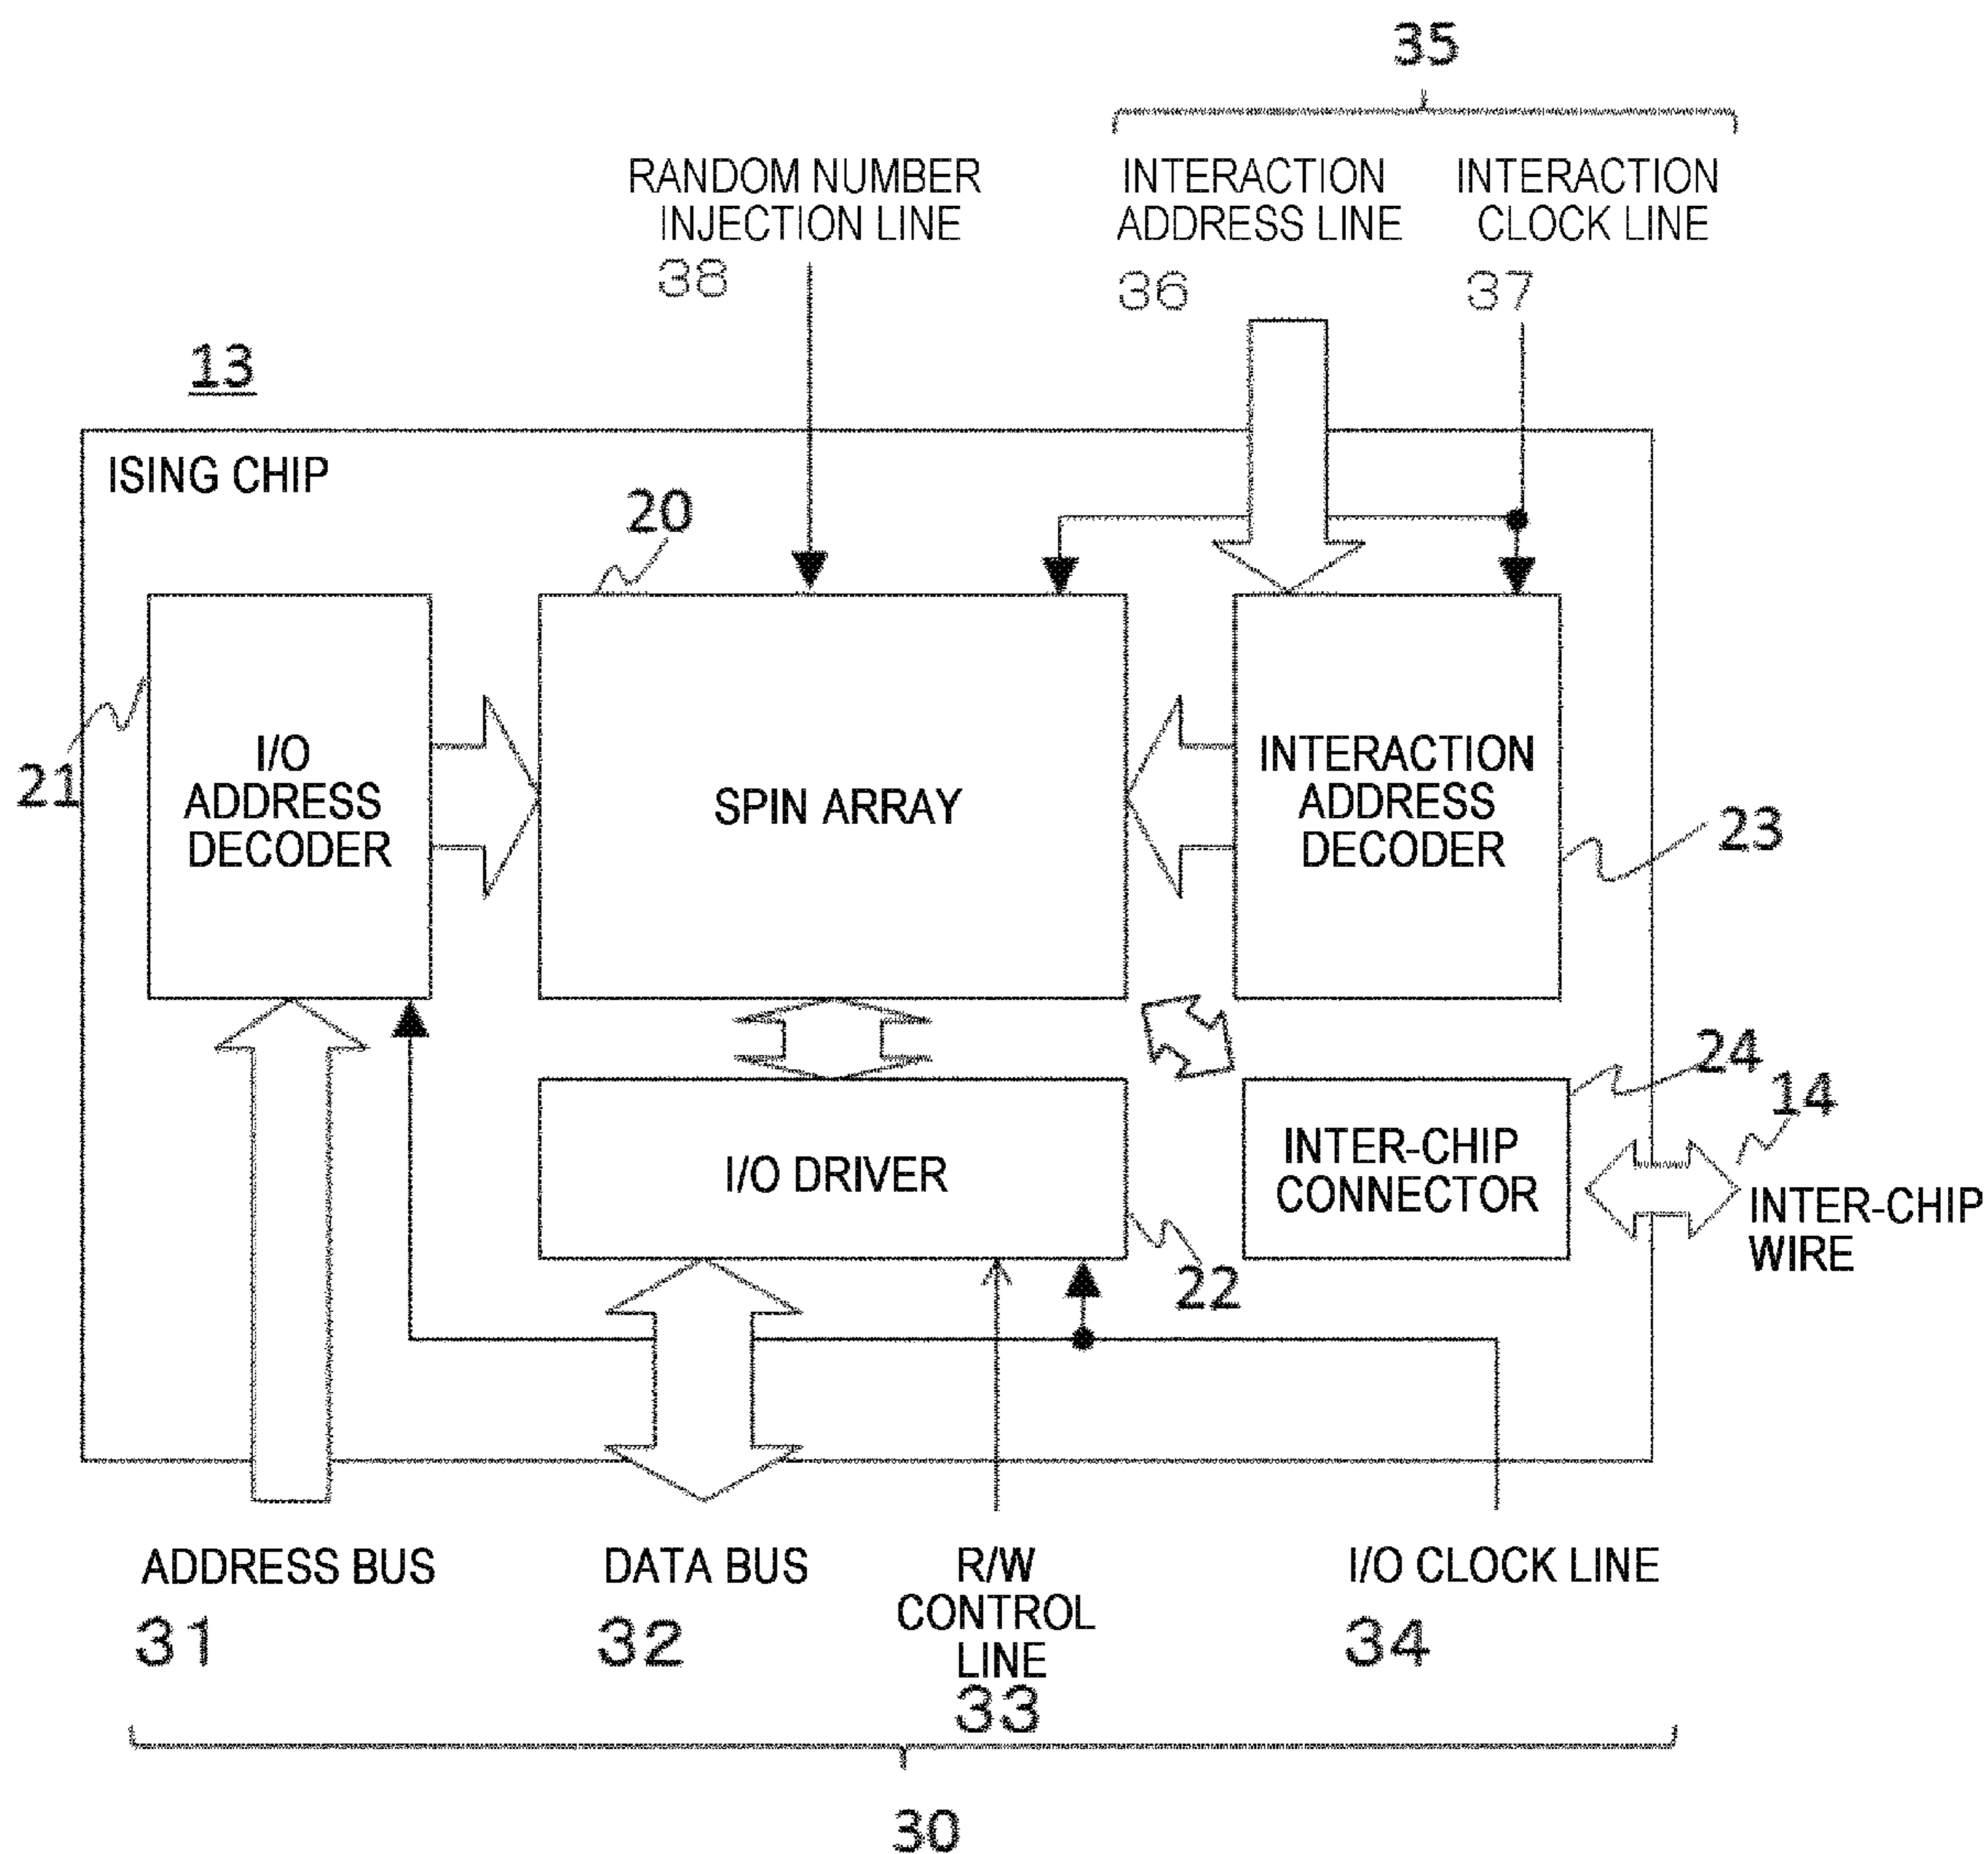 35
RANDOM NUMBER
INJECTION LINE
38
INTERACTION
ADDRESS LINE
36
INTERACTION
CLOCK LINE
37
13
ISING CHIP
20
21
I/O
ADDRESS
DECODER
SPIN ARRAY
INTERACTION
ADDRESS
DECODER
23
24
14
I/O DRIVER
22
INTER-CHIP
CONNECTOR
INTER-CHIP
WIRE
ADDRESS BUS
31
DATA BUS
32
R/W
CONTROL
LINE
33
I/O CLOCK LINE
34
30